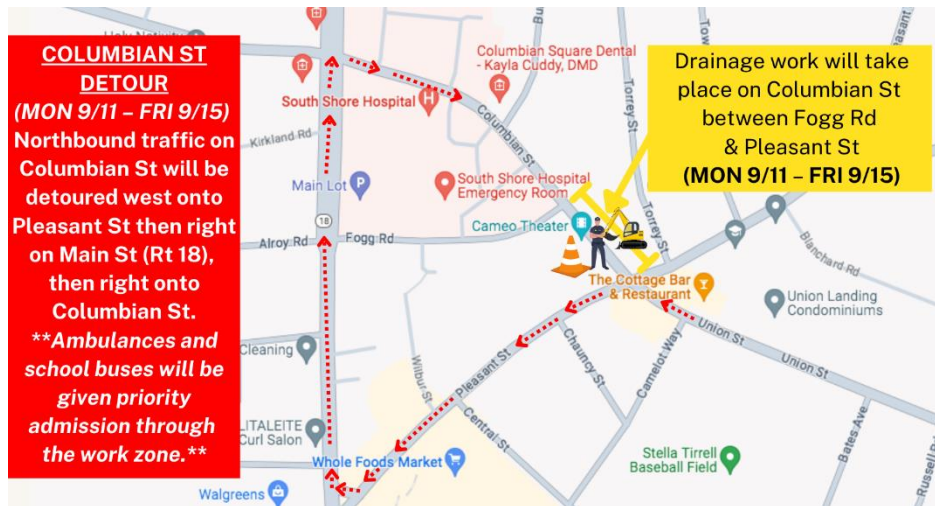 COLUMBIAN ST
DETOUR
(MON 9/11 – FRI 9/15)
Northbound traffic on
Columbian St will be
detoured west onto
Pleasant St then right
on Main St (Rt 18),
then right onto
Columbian St.
**Ambulances and
school buses will be
given priority
admission through
the work zone.**
Drainage work will take
place on Columbian St
between Fogg Rd
& Pleasant St
(MON 9/11 – FRI 9/15)
Columbian Square Dental
- Kayla Cuddy, DMD
South Shore Hospital
H
Kirkland Rd
Columbian St
Torrey St
Torrey St
Pleasant
Main Lot
P
South Shore Hospital
Emergency Room
18
Cameo Theater
Alroy Rd
Fogg Rd
Blanchard Rd
The Cottage Bar
& Restaurant
Union Landing
Condominiums
Union St
Union St
Cleaning
Wilbur St
Pleasant St
Chauncy St
Camelot Way
Bates Ave
Russell Rd
Central St
LITALEITE
Curl Salon
Whole Foods Market
Stella Tirrell
Baseball Field
Walgreens